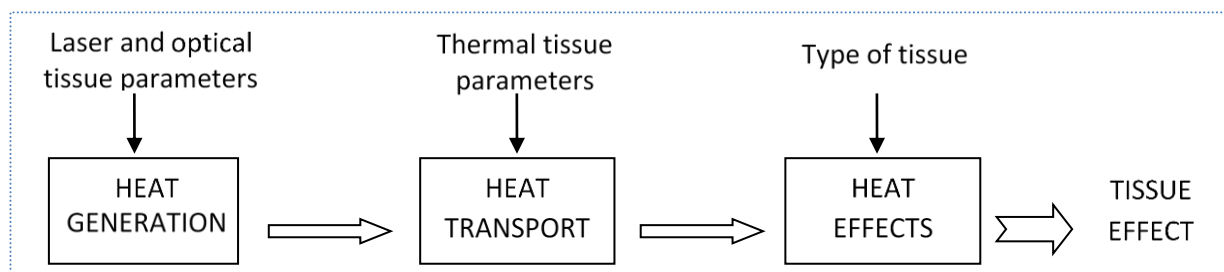 Laser and optical
tissue parameters
Thermal tissue
parameters
Type of tissue
HEAT
GENERATION
HEAT
TRANSPORT
HEAT
EFFECTS
TISSUE
EFFECT